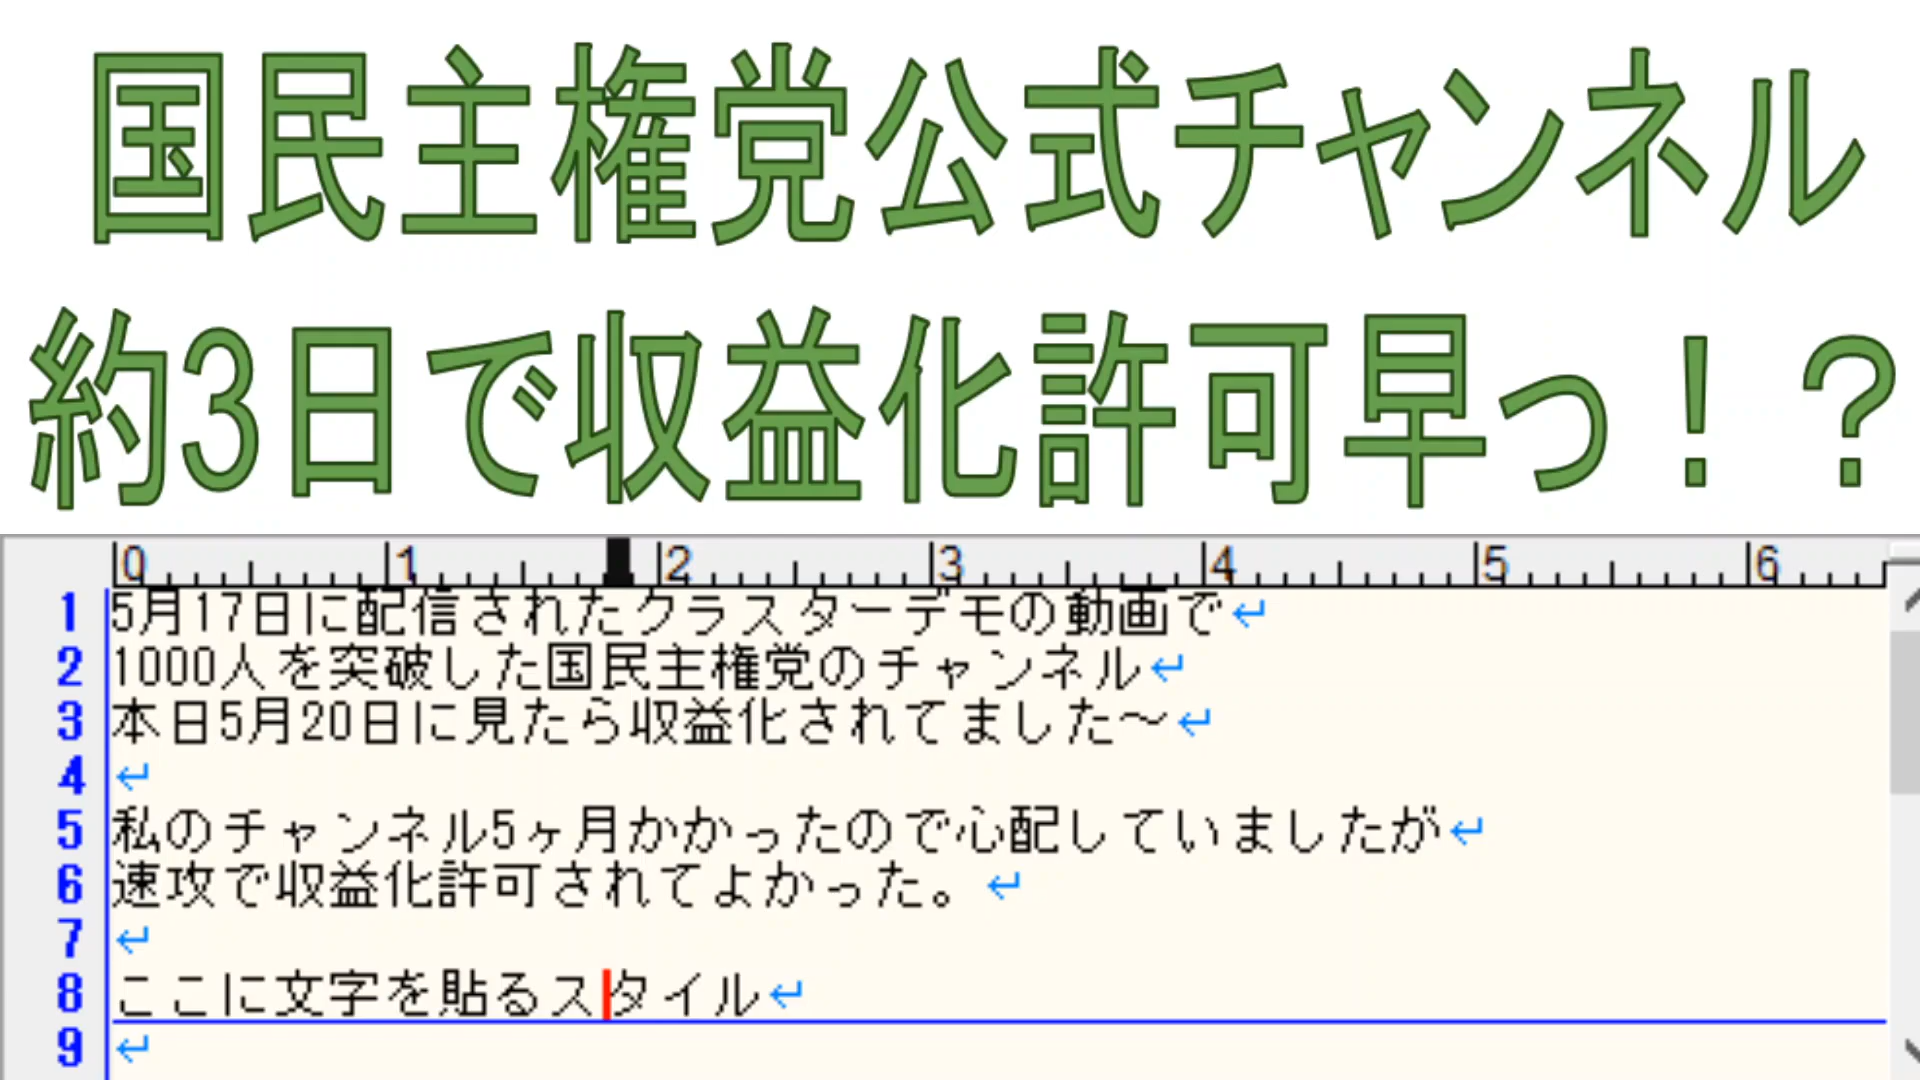 国民主権党公式チャンネル
約3日で収益化許可早っ！？
0 1 2 3 4 5 6
1 5月17日に配信されたクラスターデモの動画で↵
2 1000人を突破した国民主権党のチャンネル↵
3 本日5月20日に見たら収益化されてました～↵
4 ↵
5 私のチャンネル5ヶ月かかったので心配していましたが↵
6 速攻で収益化許可されてよかった。↵
7 ↵
8 ここに文字を貼るスタイル↵
9 ↵